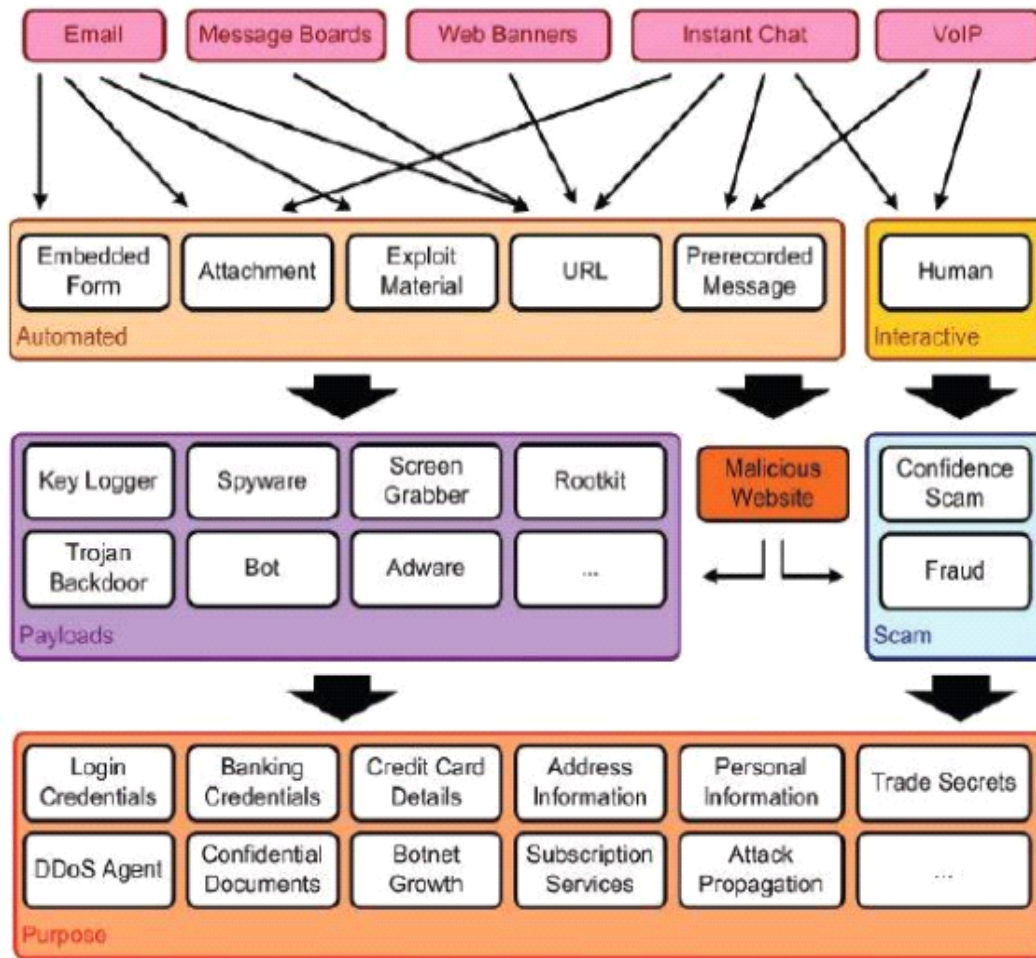 Email
Message Boards
Web Banners
Instant Chat
VoIP
Embedded
Form
Attachment
Exploit
Material
URL
Prerecorded
Message
Human
Automated
Interactive
Key Logger
Spyware
Screen
Grabber
Rootkit
Malicious
Website
Confidence
Scam
Trojan
Backdoor
Bot
Adware
...
Fraud
Payloads
Scam
Login
Credentials
Banking
Credentials
Credit Card
Details
Address
Information
Personal
Information
Trade Secrets
DDoS Agent
Confidential
Documents
Botnet
Growth
Subscription
Services
Attack
Propagation
...
Purpose